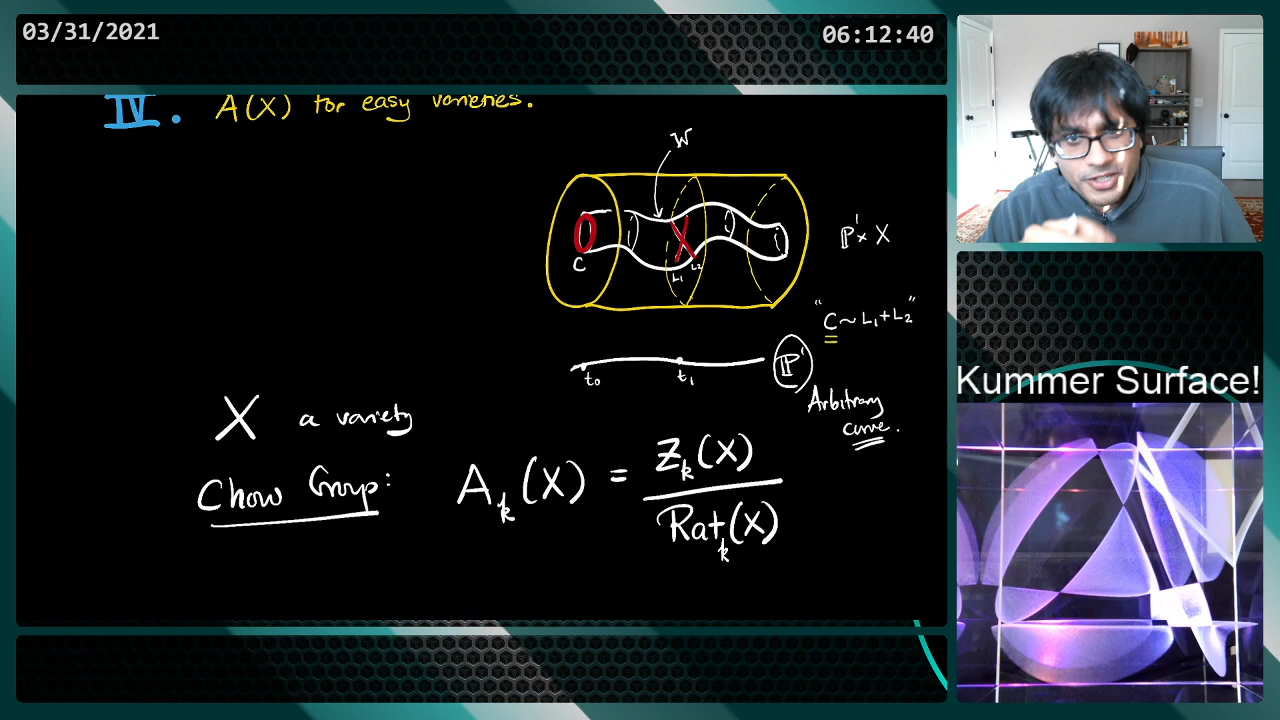 03/31/2021
06:12:40
IV. A(X) for easy varieties.
W
C
L₁
L₂
P¹ × X
"C ~ L₁ + L₂"
t₀
t₁
P¹
Arbitrary
curve.
X a variety
Chow Group: Aₖ(X) = Zₖ(X) / Ratₖ(X)
Kummer Surface!